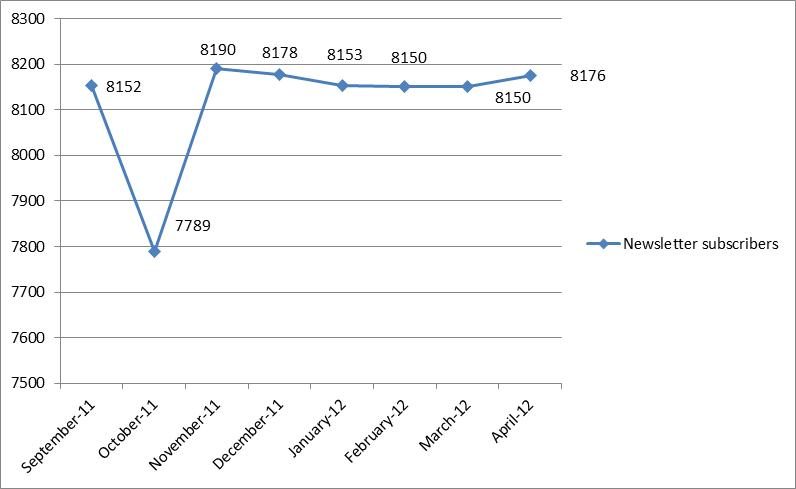 8300
8200
8100
8000
7900
7800
7700
7600
7500
8152
7789
8190
8178
8153
8150
8150
8176
September-11
October-11
November-11
December-11
January-12
February-12
March-12
April-12
Newsletter subscribers